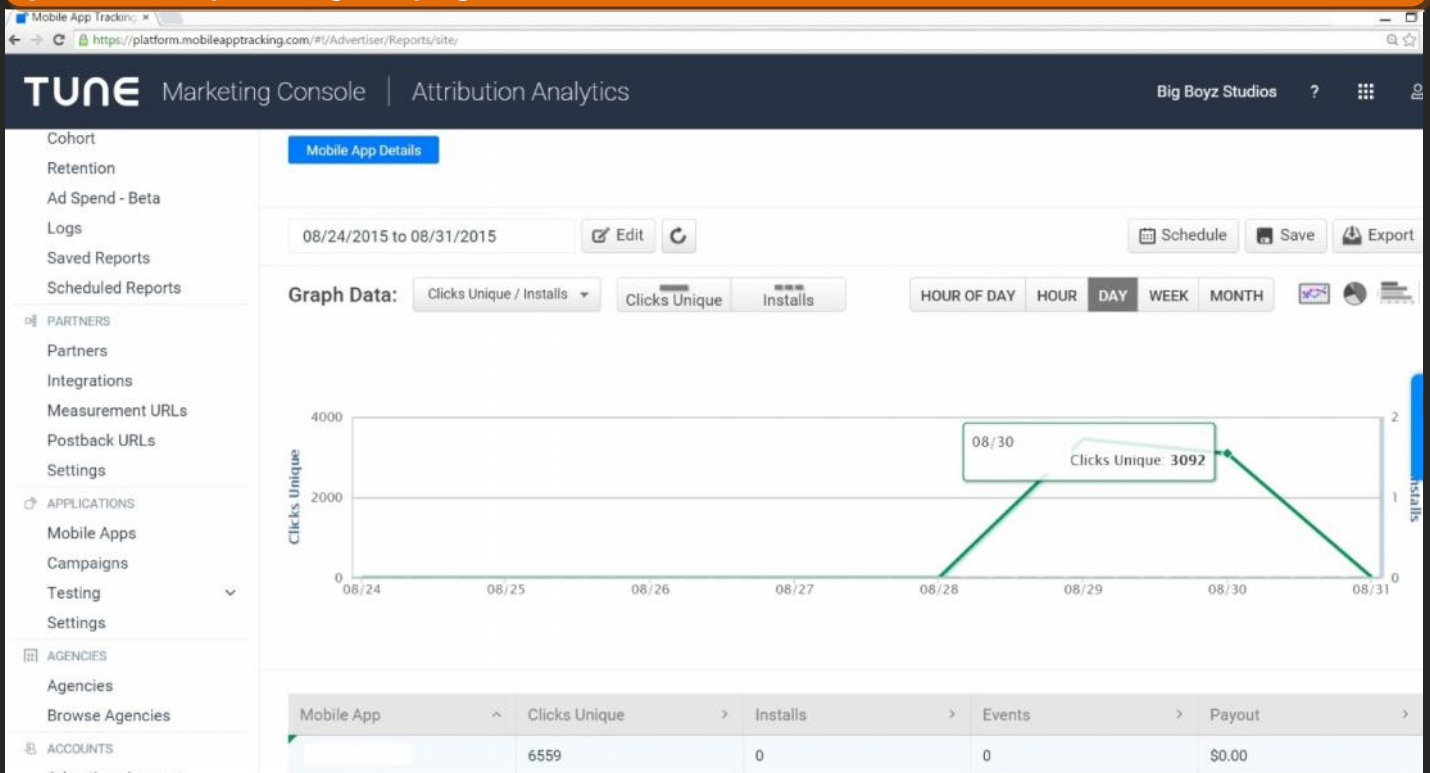 Mobile App Tracking
https://platform.mobileapptracking.com/#!/Advertiser/Reports/site/
TUNE Marketing Console | Attribution Analytics
Big Boyz Studios ?
Cohort
Retention
Ad Spend - Beta
Logs
Saved Reports
Scheduled Reports
PARTNERS
Partners
Integrations
Measurement URLs
Postback URLs
Settings
APPLICATIONS
Mobile Apps
Campaigns
Testing
Settings
AGENCIES
Agencies
Browse Agencies
ACCOUNTS
Mobile App Details
08/24/2015 to 08/31/2015 Edit
Schedule Save Export
Graph Data: Clicks Unique / Installs Clicks Unique Installs
HOUR OF DAY HOUR DAY WEEK MONTH
Clicks Unique
4000
2000
0
08/30
Clicks Unique: 3092
2
1
0
Installs
08/24 08/25 08/26 08/27 08/28 08/29 08/30 08/31
Mobile App Clicks Unique Installs Events Payout
6559 0 0 $0.00